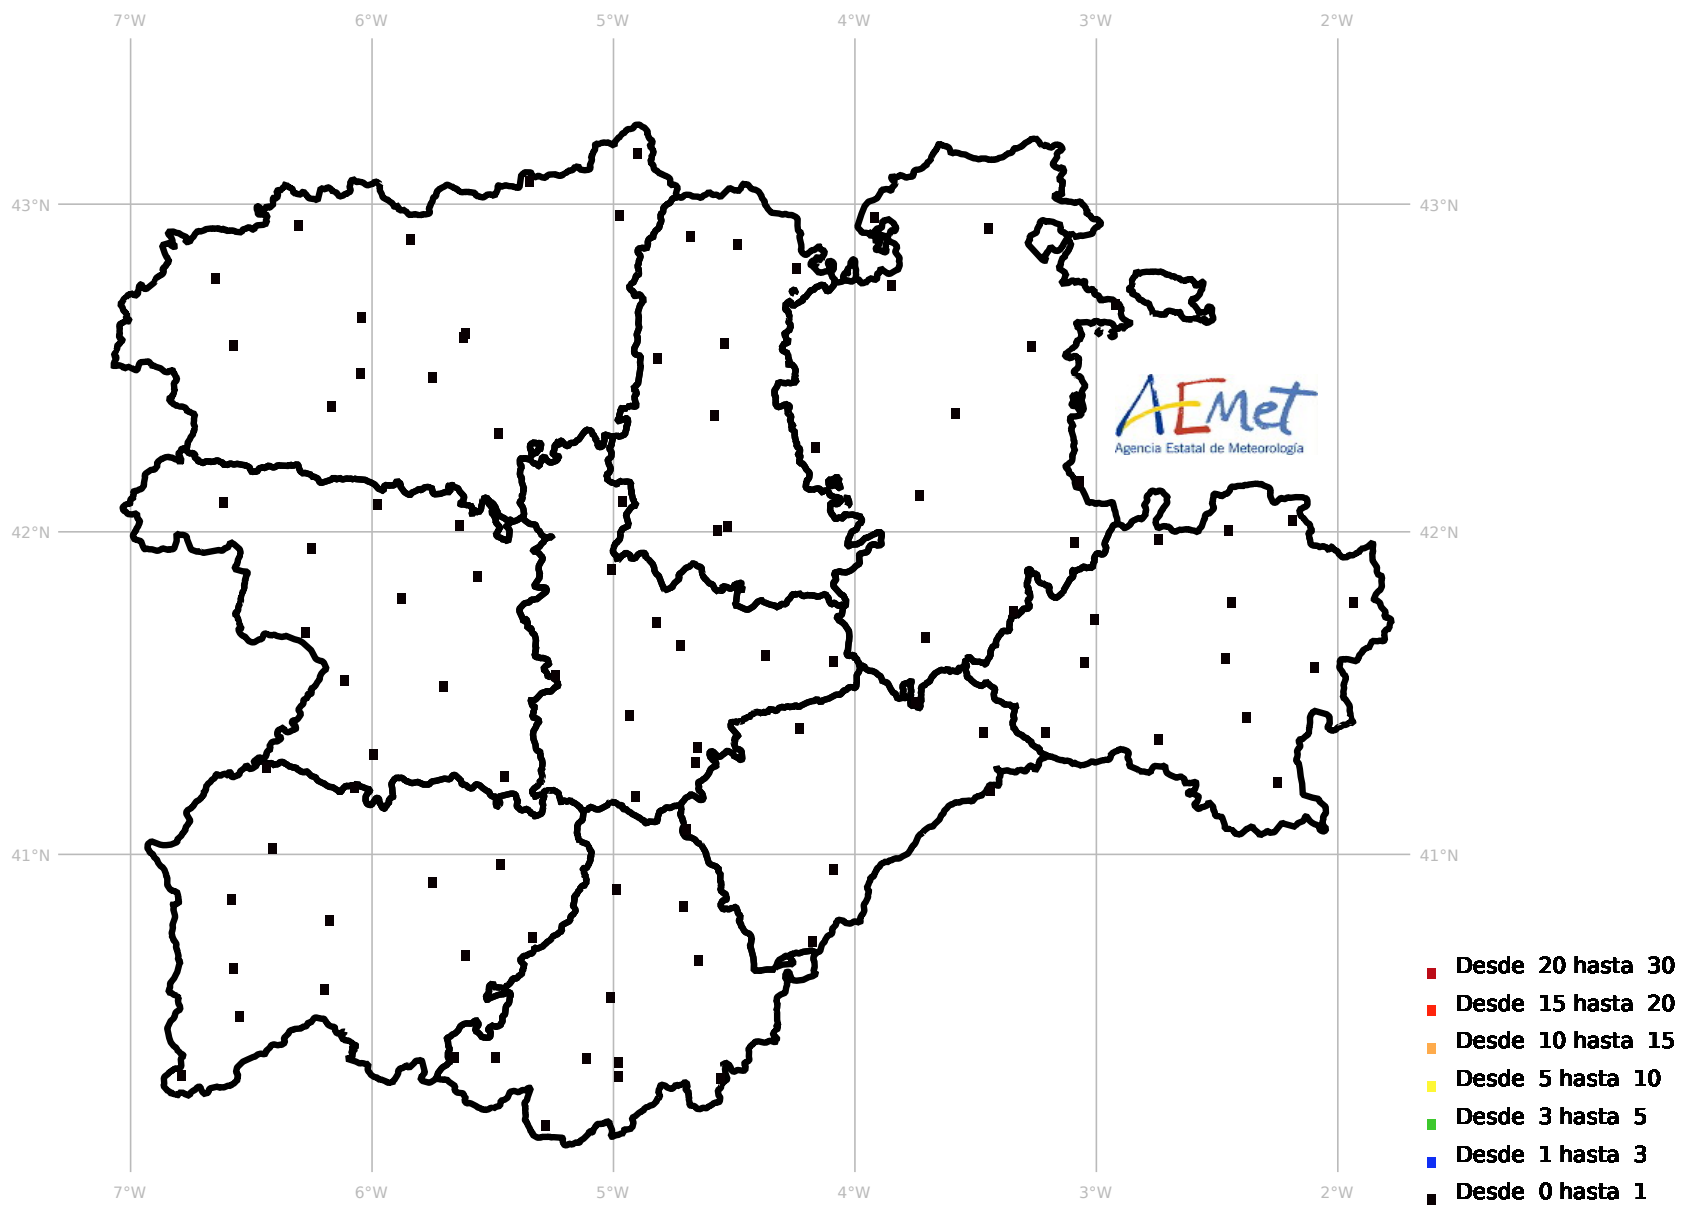 7°W 6°W 5°W 4°W 3°W 2°W
43°N 43°N
AEMet
Agencia Estatal de Meteorología
42°N 42°N
41°N 41°N
Desde 20 hasta 30
Desde 15 hasta 20
Desde 10 hasta 15
Desde 5 hasta 10
Desde 3 hasta 5
Desde 1 hasta 3
Desde 0 hasta 1
7°W 6°W 5°W 4°W 3°W 2°W